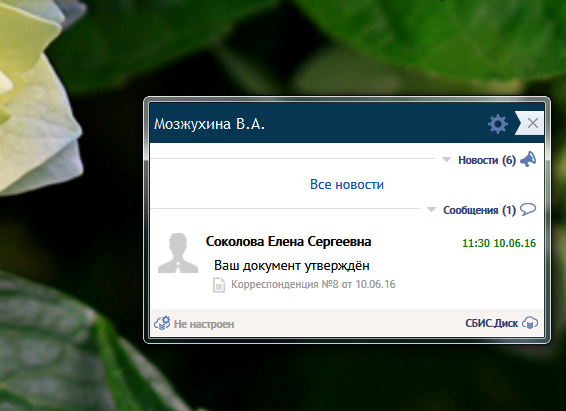 Мозжухина В.А.
Новости (6)
Все новости
Сообщения (1)
Соколова Елена Сергеевна
11:30 10.06.16
Ваш документ утверждён
Корреспонденция №8 от 10.06.16
Не настроен
СБИС.Диск